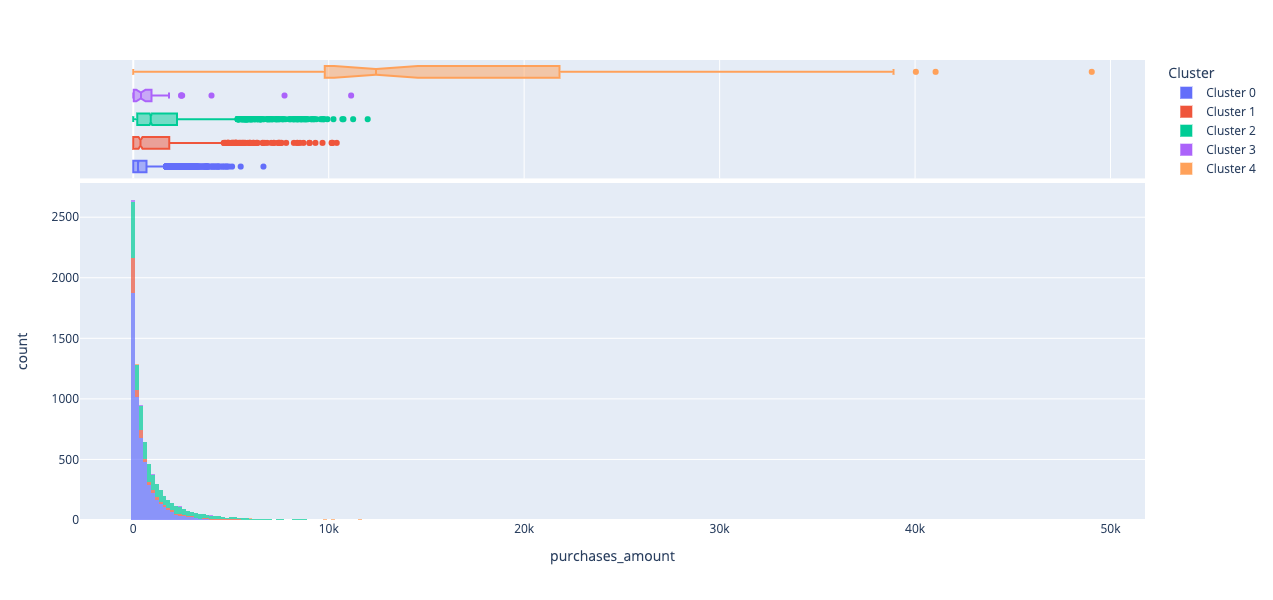 Cluster
Cluster 0
Cluster 1
Cluster 2
Cluster 3
Cluster 4
count
2500
2000
1500
1000
500
0
0 10k 20k 30k 40k 50k
purchases_amount